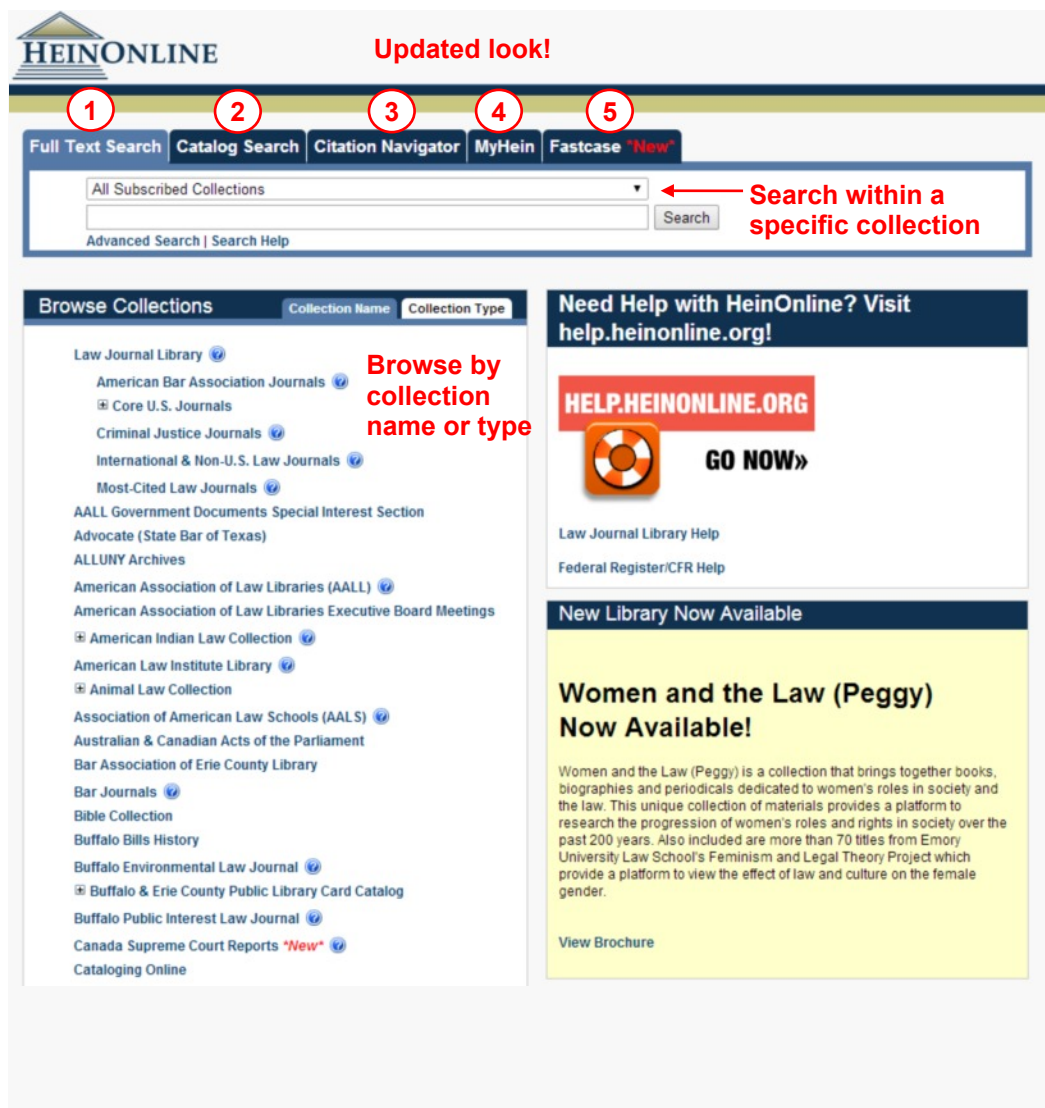 HEINONLINE
Updated look!
1 2 3 4 5
Full Text Search Catalog Search Citation Navigator MyHein Fastcase *New*
All Subscribed Collections
Search
Advanced Search | Search Help
Search within a
specific collection
Browse Collections Collection Name Collection Type
Browse by
collection
name or type
Law Journal Library
American Bar Association Journals
Core U.S. Journals
Criminal Justice Journals
International & Non-U.S. Law Journals
Most-Cited Law Journals
AALL Government Documents Special Interest Section
Advocate (State Bar of Texas)
ALLUNY Archives
American Association of Law Libraries (AALL)
American Association of Law Libraries Executive Board Meetings
American Indian Law Collection
American Law Institute Library
Animal Law Collection
Association of American Law Schools (AALS)
Australian & Canadian Acts of the Parliament
Bar Association of Erie County Library
Bar Journals
Bible Collection
Buffalo Bills History
Buffalo Environmental Law Journal
Buffalo & Erie County Public Library Card Catalog
Buffalo Public Interest Law Journal
Canada Supreme Court Reports *New*
Cataloging Online
Need Help with HeinOnline? Visit
help.heinonline.org!
HELP.HEINONLINE.ORG
GO NOW»
Law Journal Library Help
Federal Register/CFR Help
New Library Now Available
Women and the Law (Peggy)
Now Available!
Women and the Law (Peggy) is a collection that brings together books,
biographies and periodicals dedicated to women's roles in society and
the law. This unique collection of materials provides a platform to
research the progression of women's roles and rights in society over the
past 200 years. Also included are more than 70 titles from Emory
University Law School's Feminism and Legal Theory Project which
provide a platform to view the effect of law and culture on the female
gender.
View Brochure